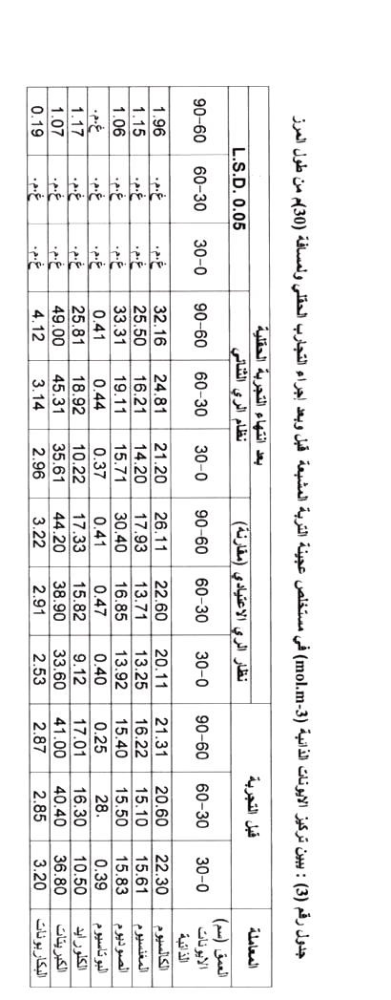 جدول رقم (3) : يبين تركيز الايونات الذائبة (mol.m-3) في مستخلص عجينة التربة المشبعة قبل وبعد اجراء التجارب الحقلي ولمسافة (30)م من طول المرز
المعاملة قبل التجربة بعد انتهاء التجربة الحقلية
نظار الري الاعتيادي (مقارنة) نظام الري الثنائي L.S.D. 0.05
العمق (سم) الايونات الذائبة 30-0 60-30 90-60 30-0 60-30 90-60 30-0 60-30 90-60 30-0 60-30 90-60
الكالسيوم 22.30 20.60 21.31 20.11 22.60 26.11 21.20 24.81 32.16 غ.م. غ.م. 1.96
المغنسيوم 15.61 15.10 16.22 13.25 13.71 17.93 14.20 16.21 25.50 غ.م. غ.م. 1.15
الصوديوم 15.83 15.50 15.40 13.92 16.85 30.40 15.71 19.11 33.31 غ.م. غ.م. 1.06
البوتاسيوم 0.39 28. 0.25 0.40 0.47 0.41 0.37 0.44 0.41 غ.م. غ.م. غ.م.
الكلورايد 10.50 16.30 17.01 9.12 15.82 17.33 10.22 18.92 25.81 غ.م. غ.م. 1.17
الكبريتات 36.80 40.40 41.00 33.60 38.90 44.20 35.61 45.31 49.00 غ.م. غ.م. 1.07
البكاربونات 3.20 2.85 2.87 2.53 2.91 3.22 2.96 3.14 4.12 غ.م. غ.م. 0.19